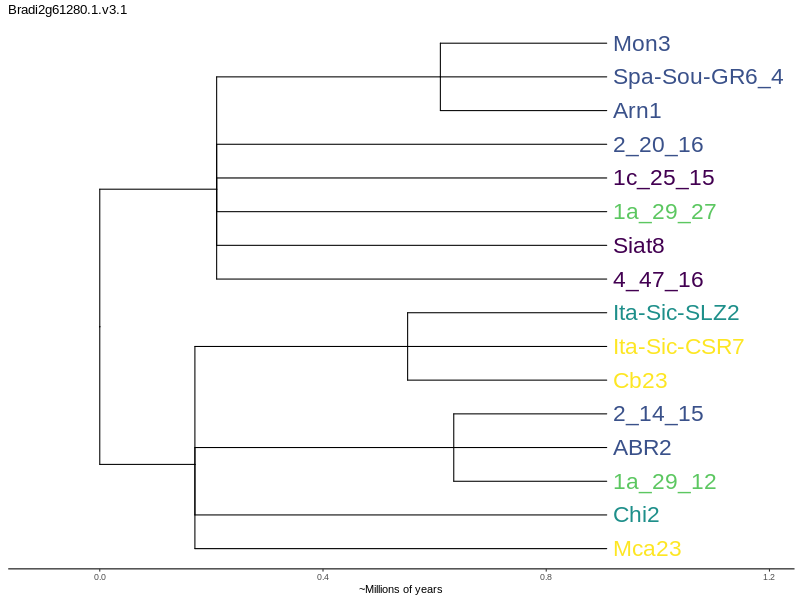 Bradi2g61280.1.v3.1
Mon3
Spa-Sou-GR6_4
Arn1
2_20_16
1c_25_15
1a_29_27
Siat8
4_47_16
Ita-Sic-SLZ2
Ita-Sic-CSR7
Cb23
2_14_15
ABR2
1a_29_12
Chi2
Mca23
0.0 0.4 0.8 1.2
~Millions of years